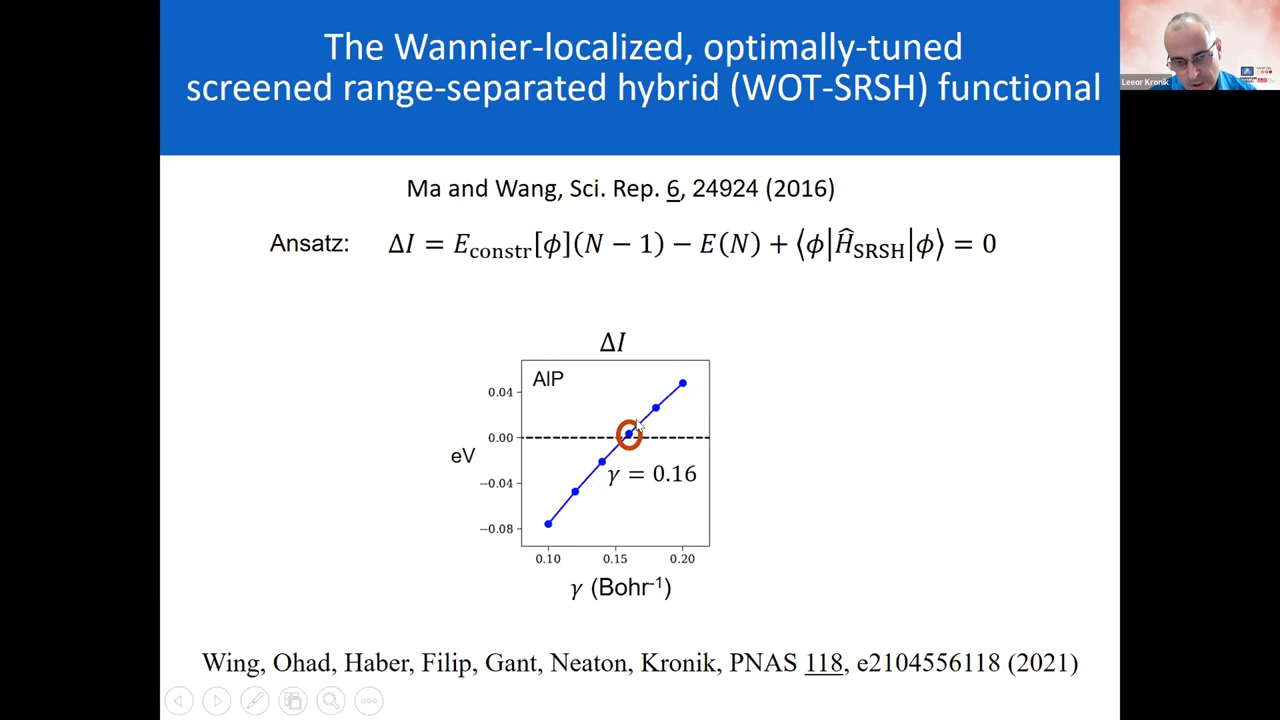 The Wannier-localized, optimally-tuned
screened range-separated hybrid (WOT-SRSH) functional
Leeor Kronik
Ma and Wang, Sci. Rep. 6, 24924 (2016)
Ansatz: ΔI = E_constr[ϕ](N − 1) − E(N) + ⟨ϕ|Ĥ_SRSH|ϕ⟩ = 0
ΔI
AlP
0.04
0.00
−0.04
−0.08
eV
γ = 0.16
0.10 0.15 0.20
γ (Bohr⁻¹)
Wing, Ohad, Haber, Filip, Gant, Neaton, Kronik, PNAS 118, e2104556118 (2021)